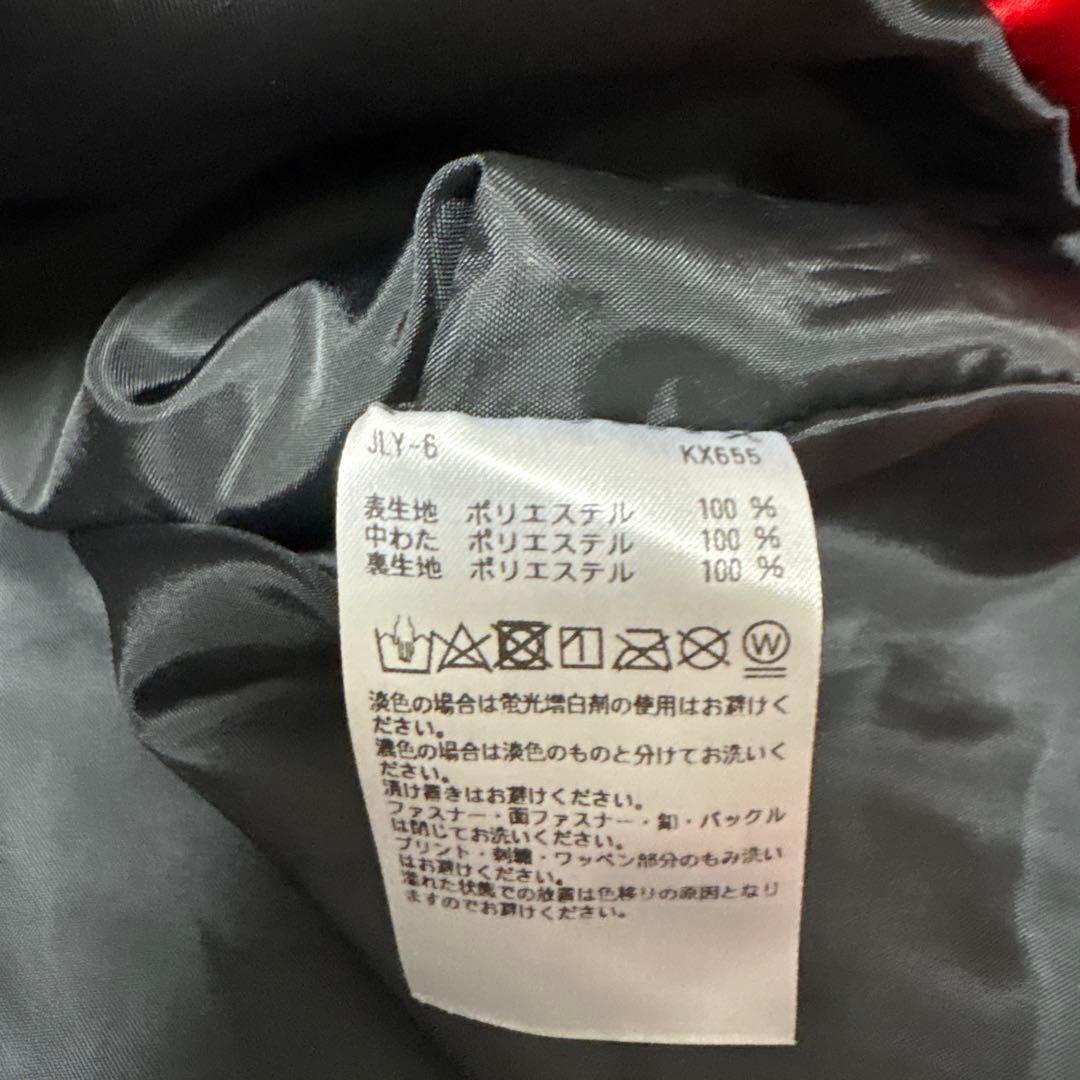 JLY-6 KX655
表生地 ポリエステル 100 %
中わた ポリエステル 100 %
裏生地 ポリエステル 100 %
W
淡色の場合は蛍光増白剤の使用はお避けく
ださい。
濃色の場合は淡色のものと分けてお洗いく
ださい。
漬け置きはお避けください。
ファスナー・面ファスナー・釦・バックル
は閉じてお洗いください。
プリント・刺繍・ワッペン部分のもみ洗い
はお避けください。
濡れた状態での放置は色移りの原因となり
ますのでお避けください。